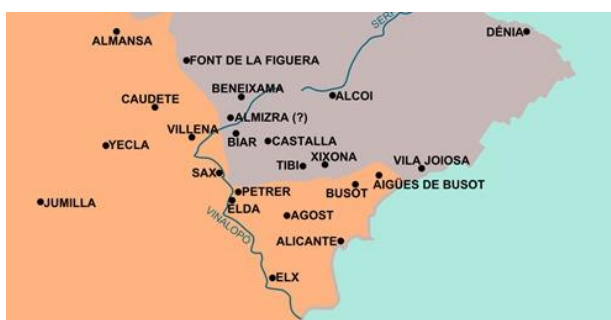 SERP
DÉNIA
ALMANSA
FONT DE LA FIGUERA
BENEIXAMA
ALCOI
CAUDETE
ALMIZRA (?)
VILLENA
BIAR
CASTALLA
YECLA
XIXONA
TIBI
VILA JOIOSA
SAX
AIGÜES DE BUSOT
PETRER
BUSOT
JUMILLA
ELDA
AGOST
VINALOPÓ
ALICANTE
ELX